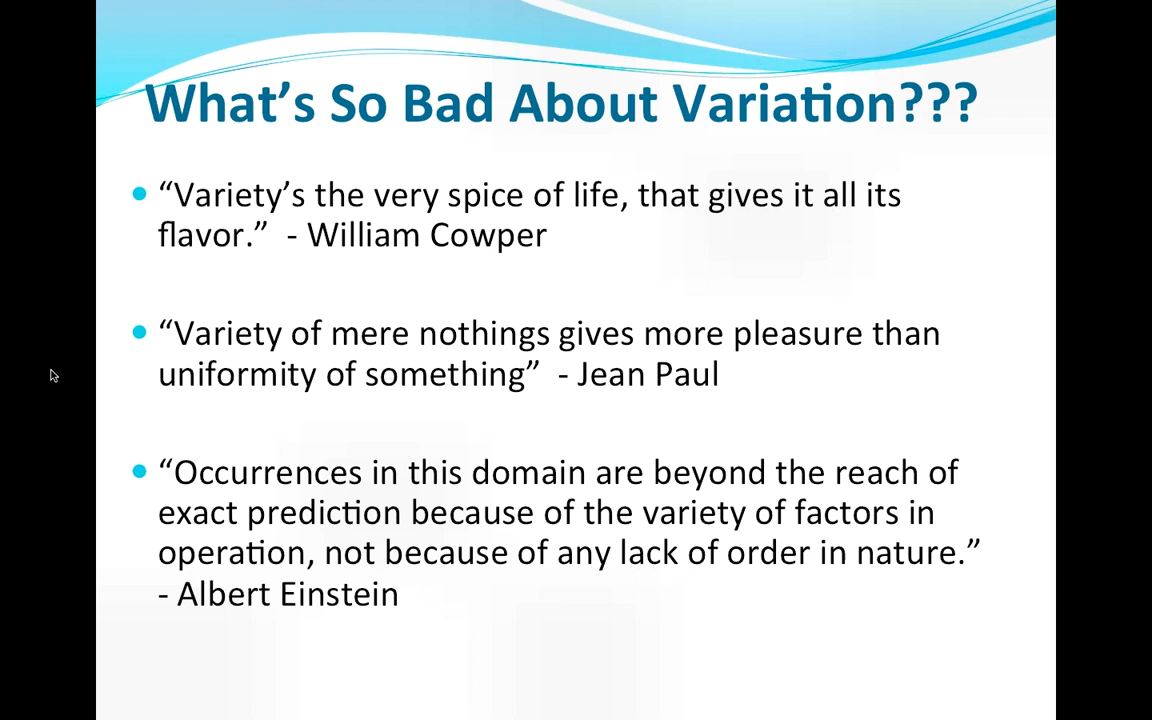 What’s So Bad About Variation???
• “Variety’s the very spice of life, that gives it all its
flavor.”  - William Cowper
• “Variety of mere nothings gives more pleasure than
uniformity of something”  - Jean Paul
• “Occurrences in this domain are beyond the reach of
exact prediction because of the variety of factors in
operation, not because of any lack of order in nature.”
- Albert Einstein